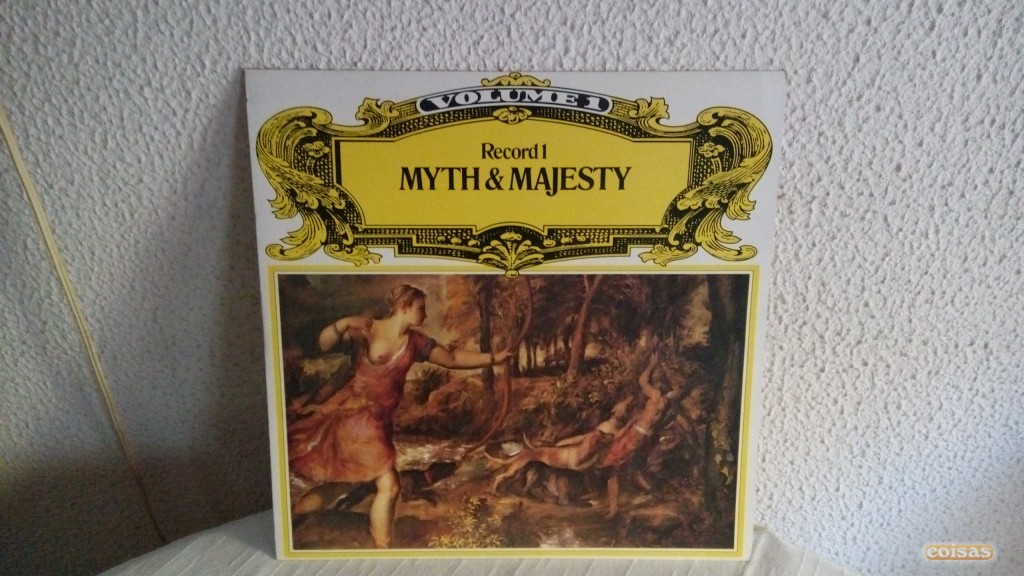 VOLUME 1
Record 1
MYTH & MAJESTY
coisas